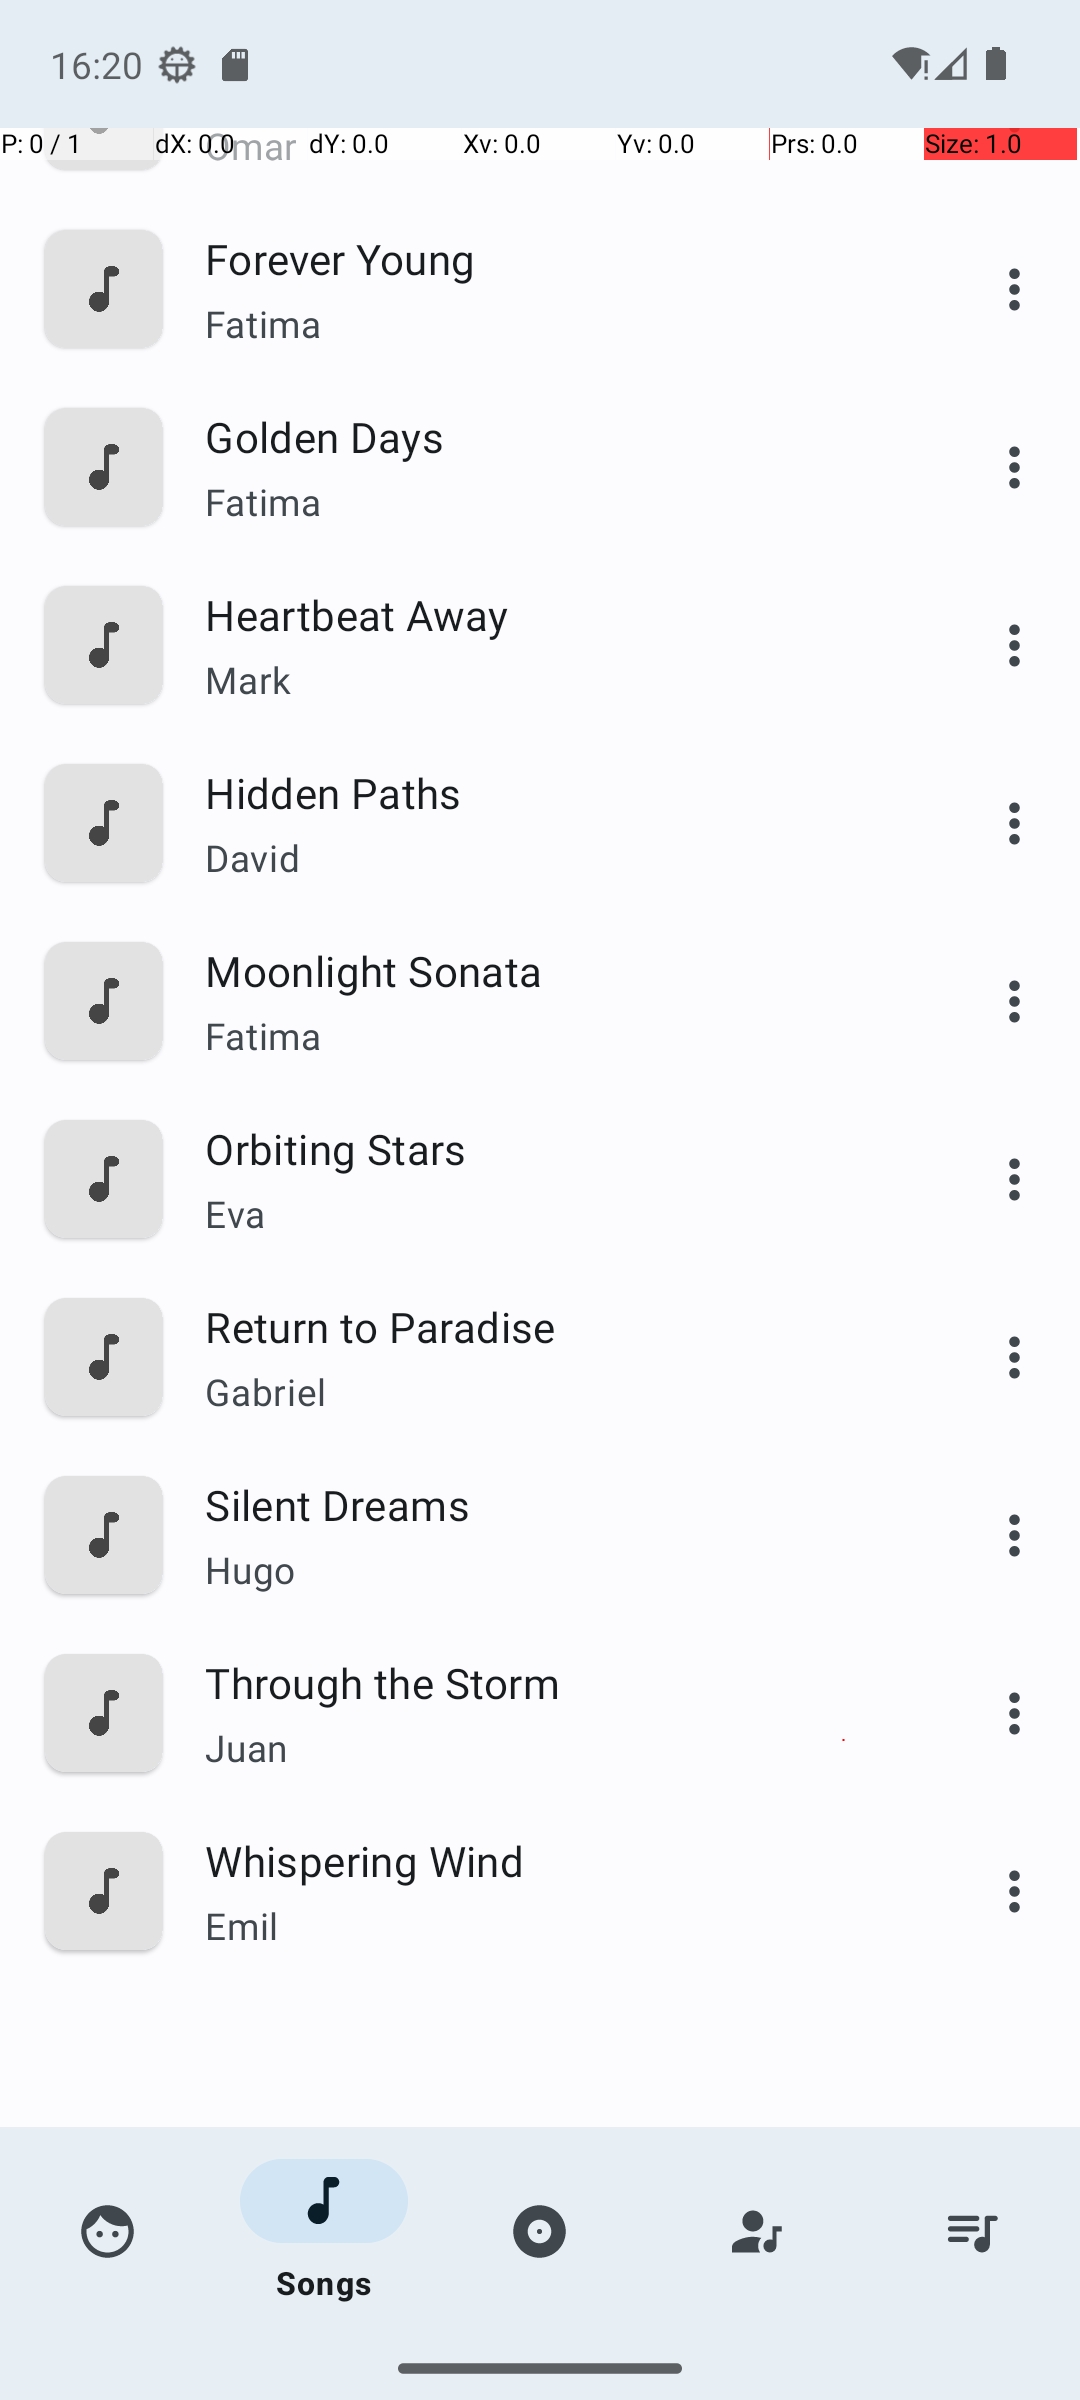 16:20
P: 0 / 1 dX: 0.0 dY: 0.0 Xv: 0.0 Yv: 0.0 Prs: 0.0 Size: 1.0
Omar
Forever Young
Fatima
Golden Days
Fatima
Heartbeat Away
Mark
Hidden Paths
David
Moonlight Sonata
Fatima
Orbiting Stars
Eva
Return to Paradise
Gabriel
Silent Dreams
Hugo
Through the Storm
Juan
Whispering Wind
Emil
Songs